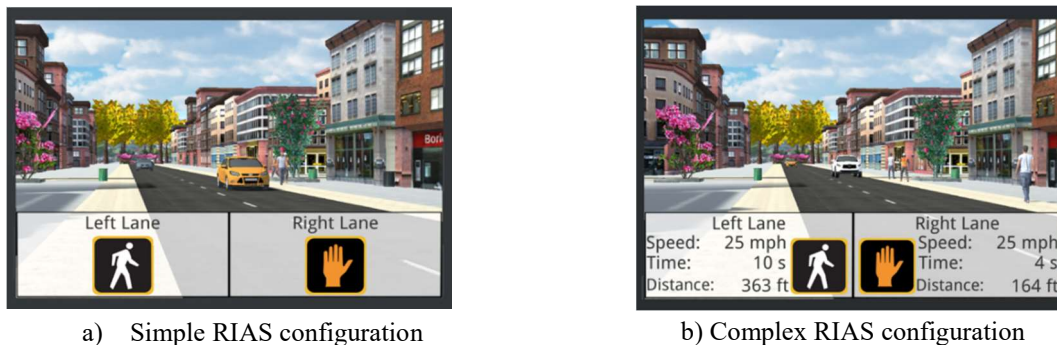 Bori
Left Lane
Right Lane
Left Lane
Right Lane
Speed: 25 mph
Speed: 25 mph
Time: 10 s
Time: 4 s
Distance: 363 ft
Distance: 164 ft
a) Simple RIAS configuration
b) Complex RIAS configuration